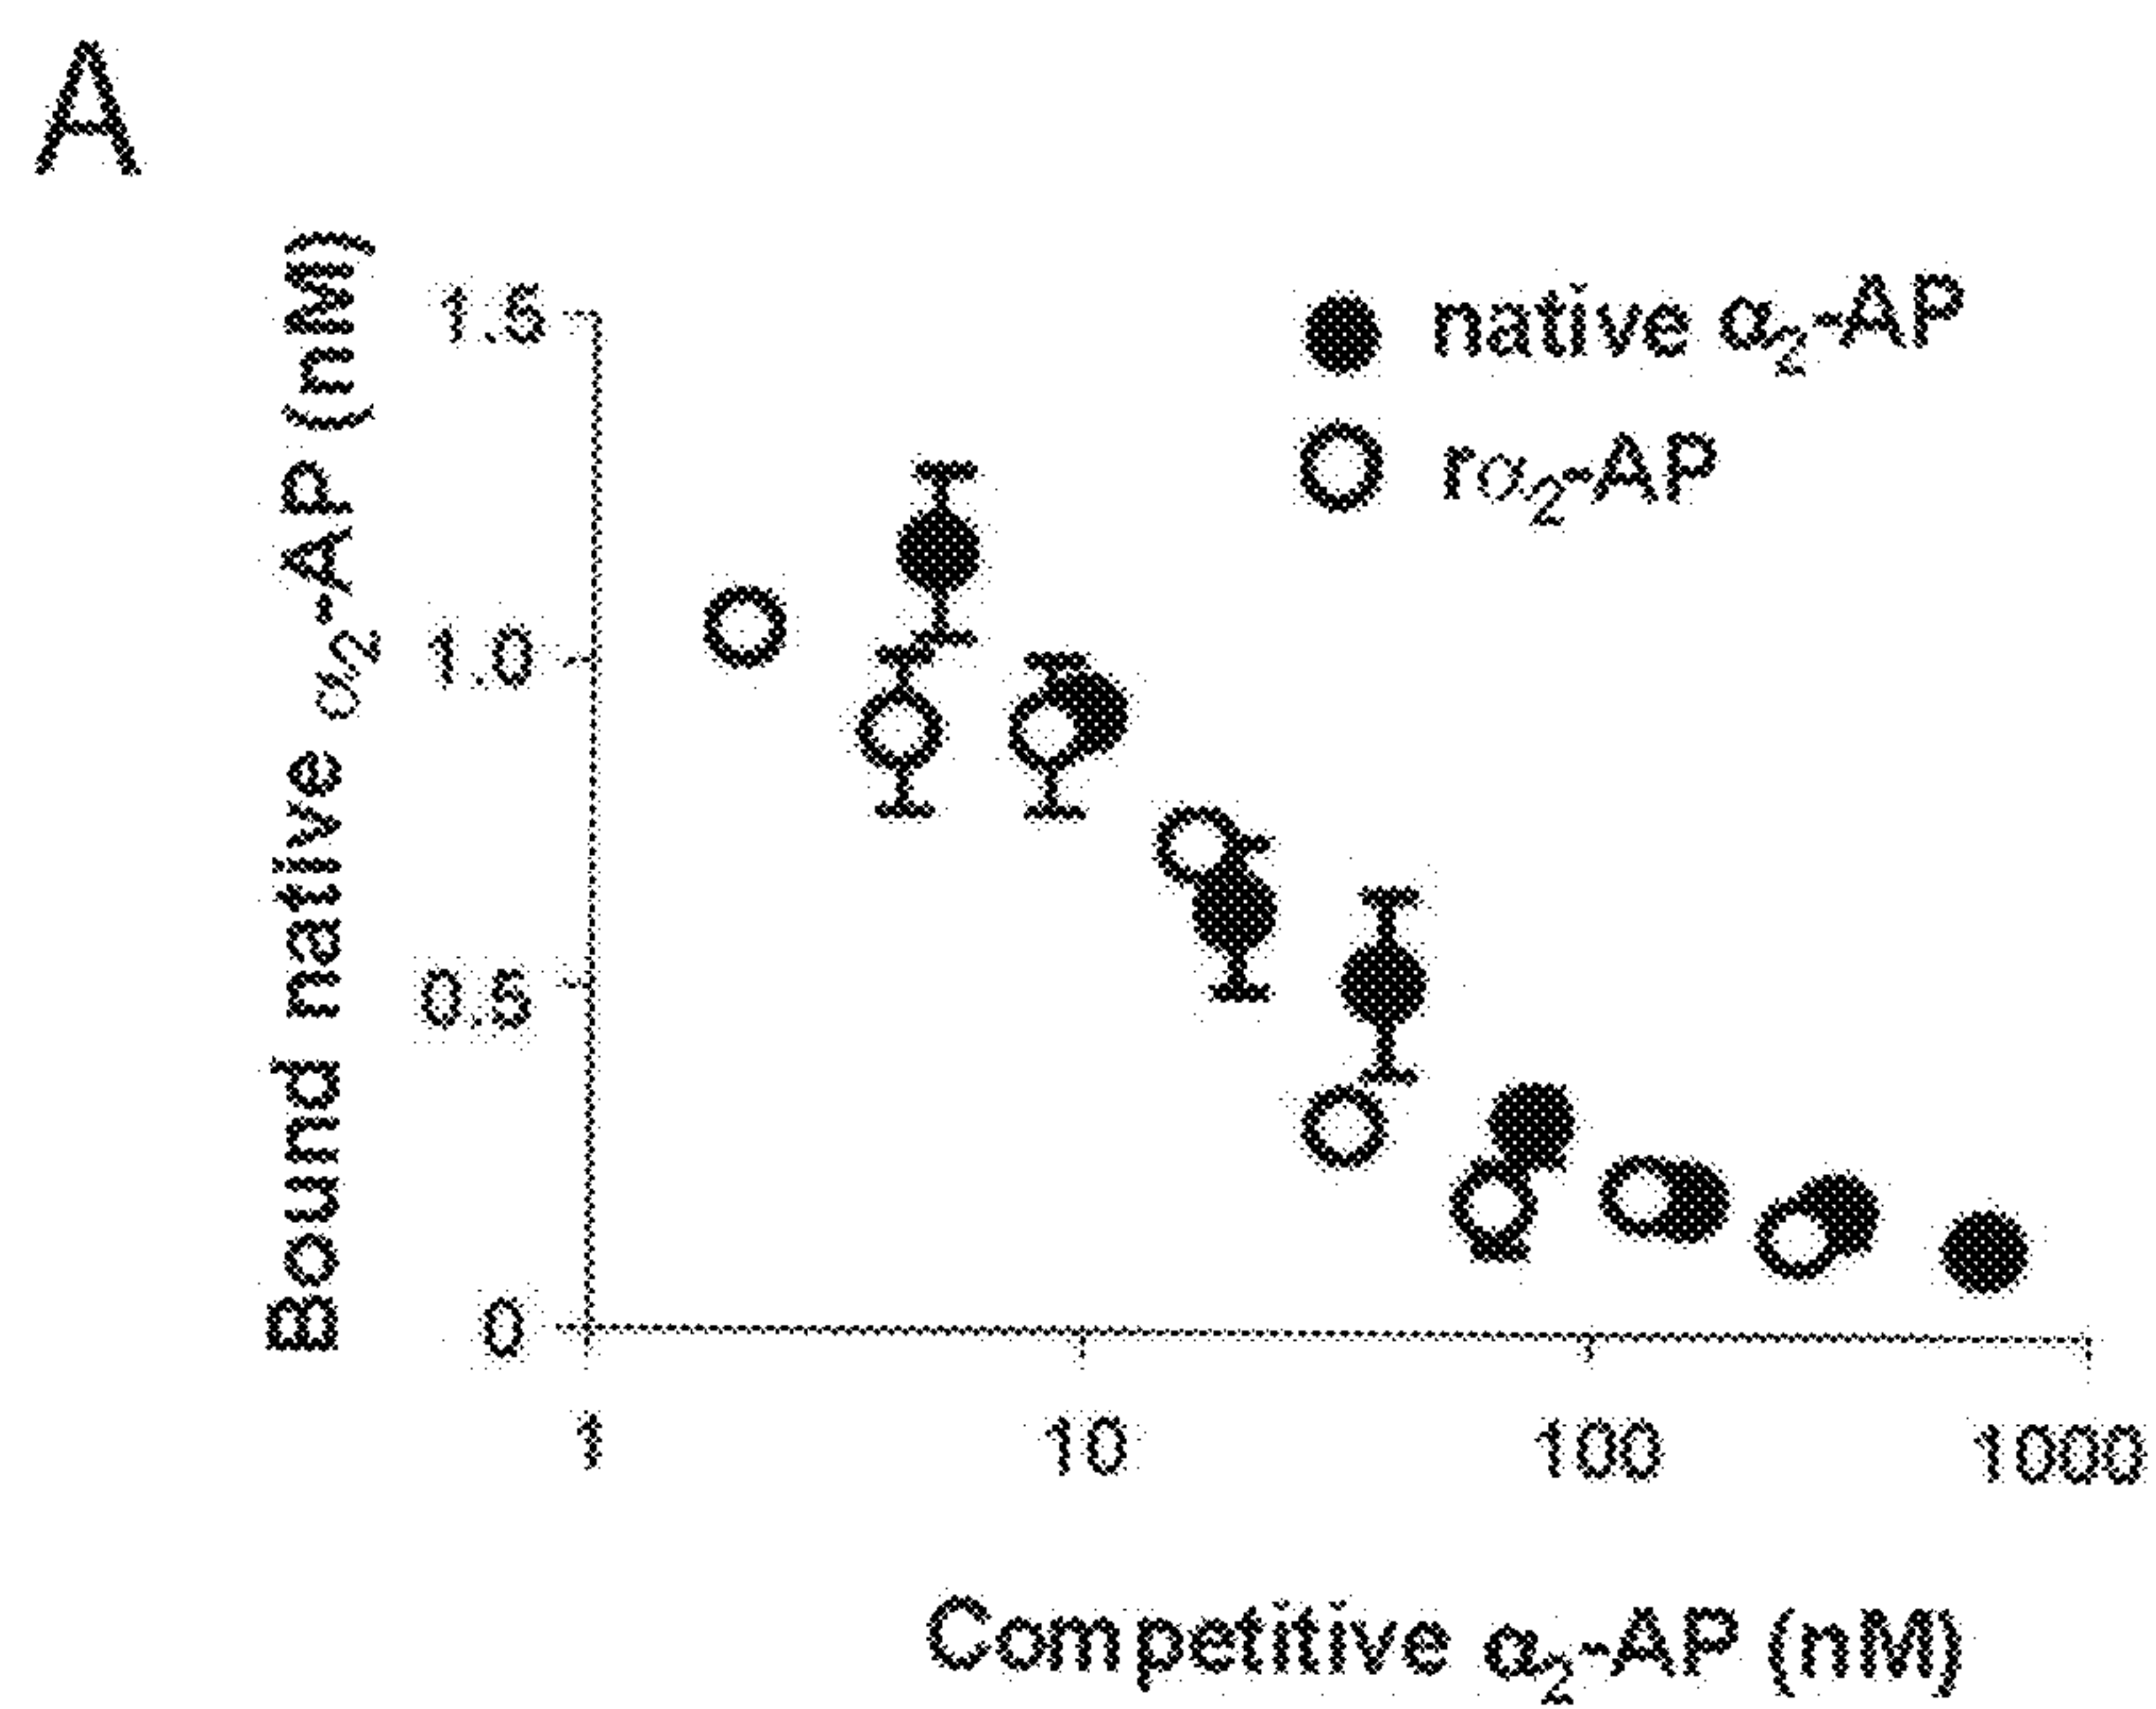 A
Bound native α2-AP (nM)
1.5
1.0
0.5
0
native α2-AP
rα2-AP
1
10
100
1000
Competitive α2-AP (nM)